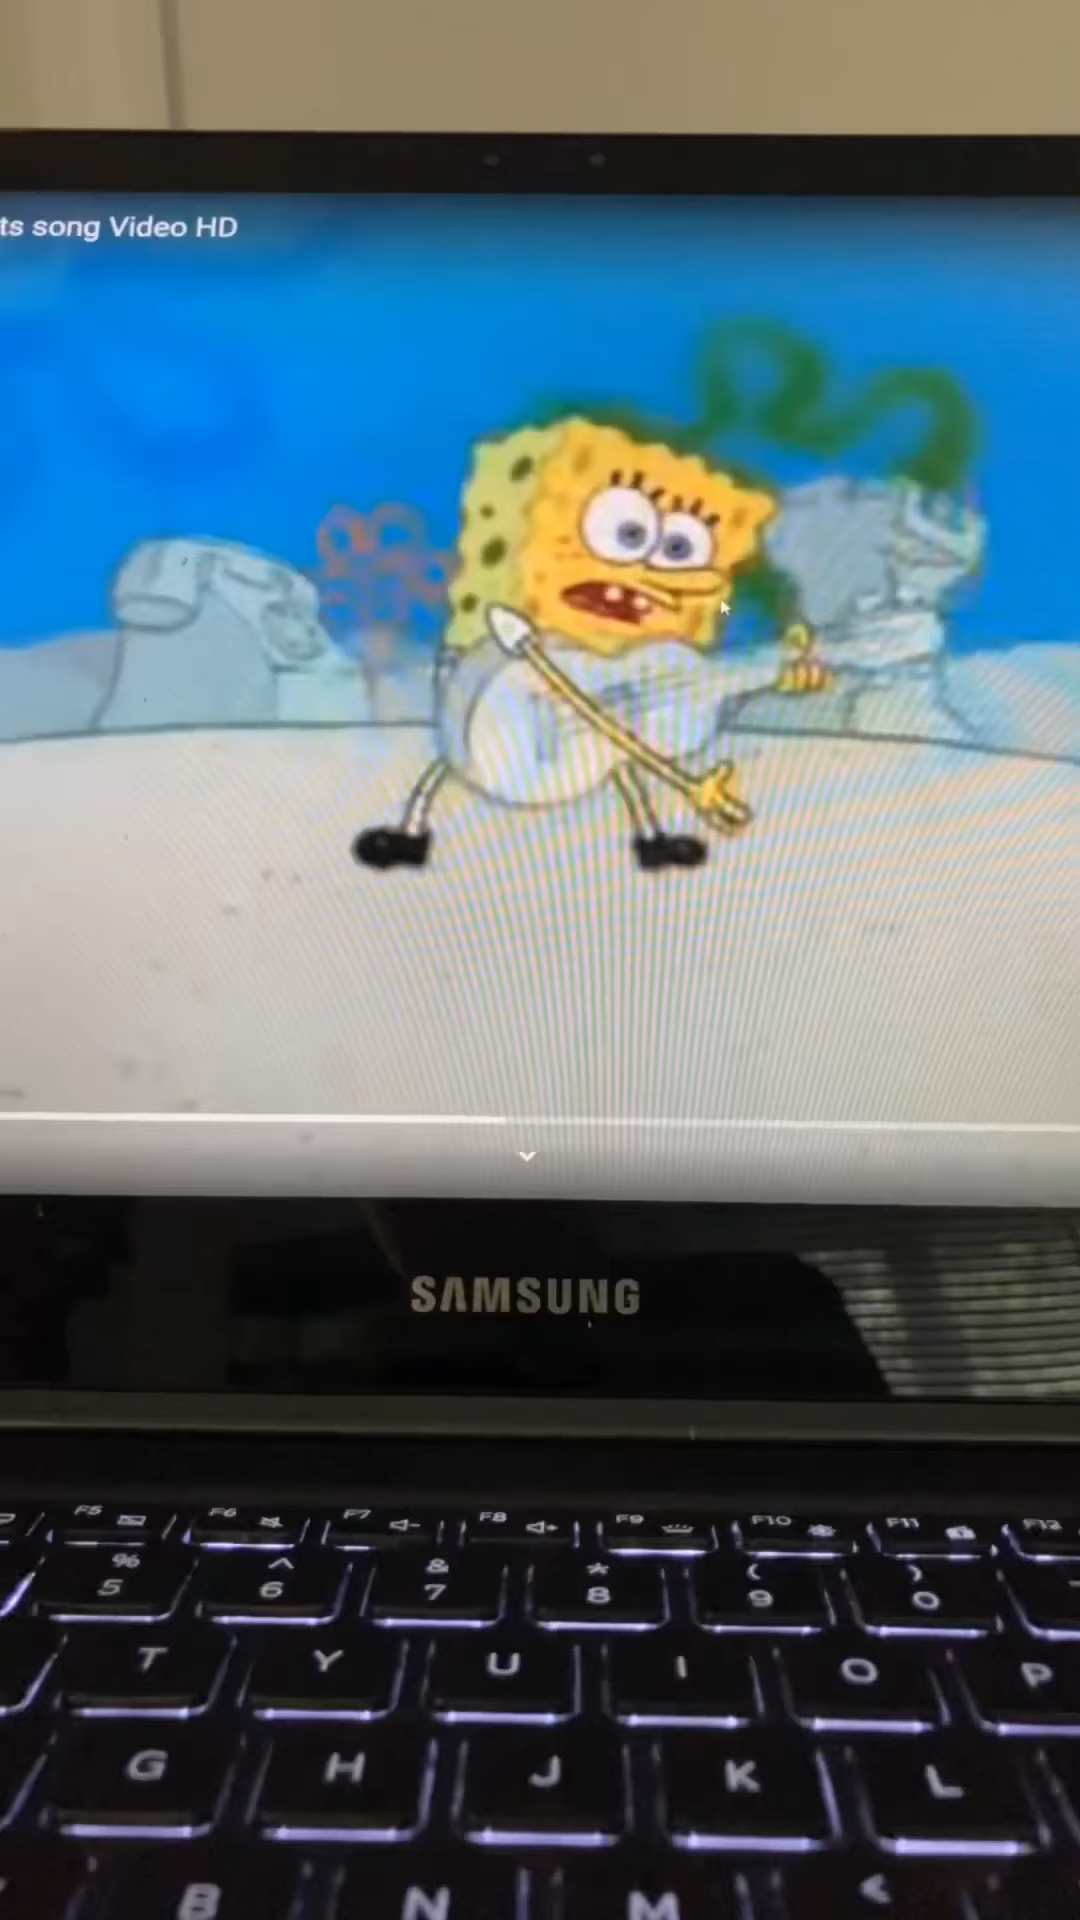 ts song Video HD
SAMSUNG
F5 F6 F7 F8 F9 F10 F11 F12
% ^ & * ( )
5 6 7 8 9 0
T Y U I O P
G H J K L
B N M <